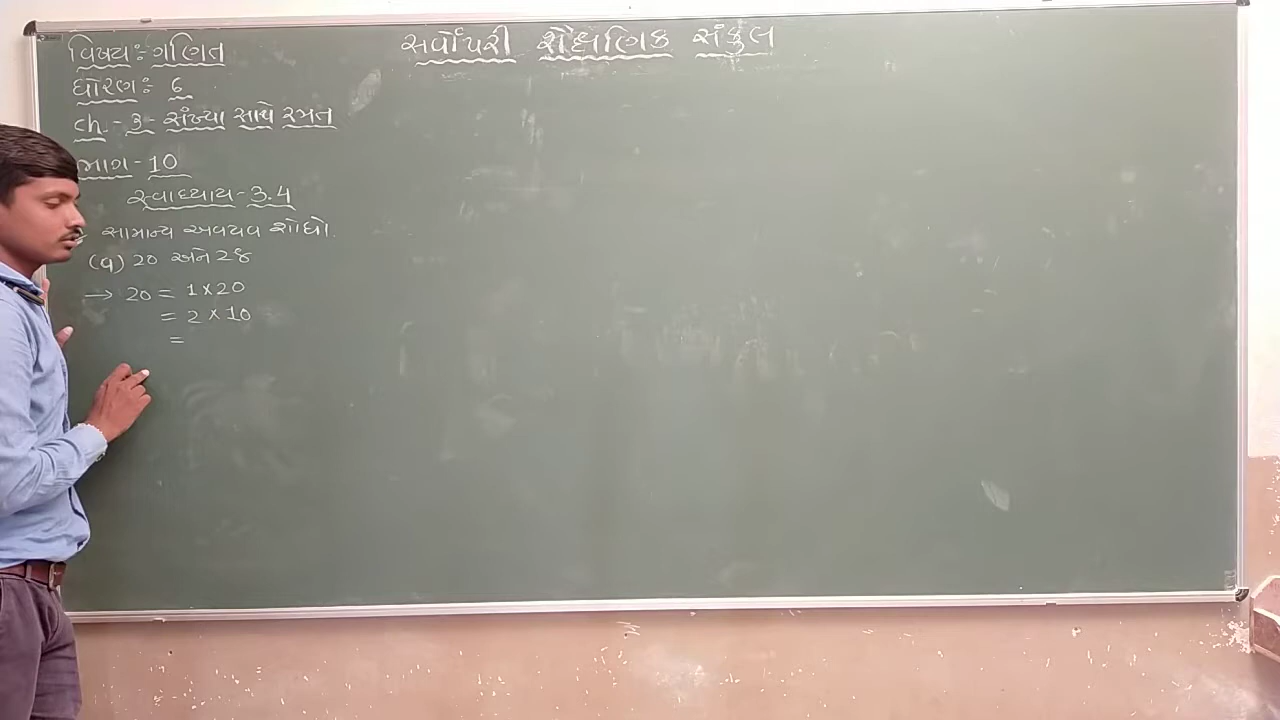 સર્વોપરી શૈક્ષણિક સંકુલ
વિષય:- ગણિત
ધોરણ:- ૬
ch - 3 - સંખ્યા સાથે રમત
ભાગ - 10
સ્વાધ્યાય - 3.4
સામાન્ય અવયવ શોધો.
(a) 20 અને 28
→ 20 = 1 × 20
= 2 × 10
=